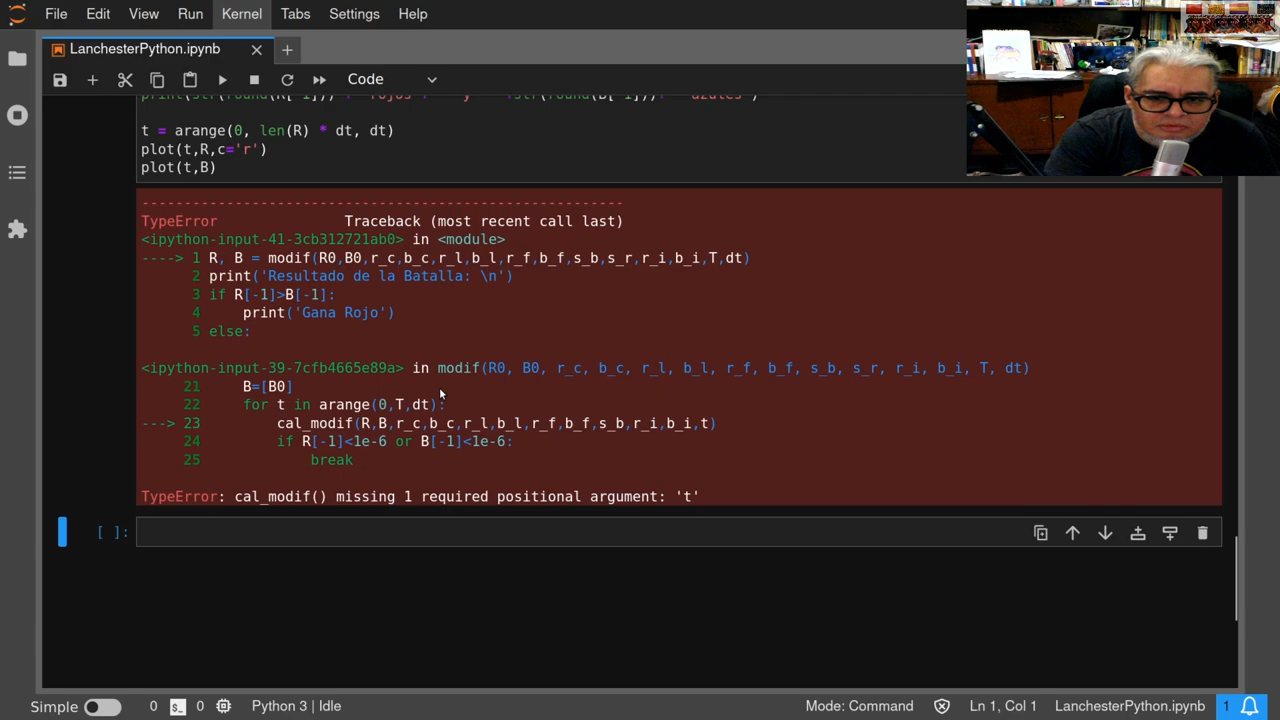 File Edit View Run Kernel Tabs Settings Help
LanchesterPython.ipynb
Code
t = arange(0, len(R) * dt, dt)
plot(t,R,c='r')
plot(t,B)
---------------------------------------------------------
TypeError Traceback (most recent call last)
<ipython-input-41-3cb312721ab0> in <module>
----> 1 R, B = modif(R0,B0,r_c,b_c,r_l,b_l,r_f,b_f,s_b,s_r,r_i,b_i,T,dt)
2 print('Resultado de la Batalla: \n')
3 if R[-1]>B[-1]:
4 print('Gana Rojo')
5 else:
<ipython-input-39-7cfb4665e89a> in modif(R0, B0, r_c, b_c, r_l, b_l, r_f, b_f, s_b, s_r, r_i, b_i, T, dt)
21 B=[B0]
22 for t in arange(0,T,dt):
---> 23 cal_modif(R,B,r_c,b_c,r_l,b_l,r_f,b_f,s_b,r_i,b_i,t)
24 if R[-1]<1e-6 or B[-1]<1e-6:
25 break
TypeError: cal_modif() missing 1 required positional argument: 't'
[ ]:
Simple 0 $_ 0 Python 3 | Idle Mode: Command Ln 1, Col 1 LanchesterPython.ipynb 1